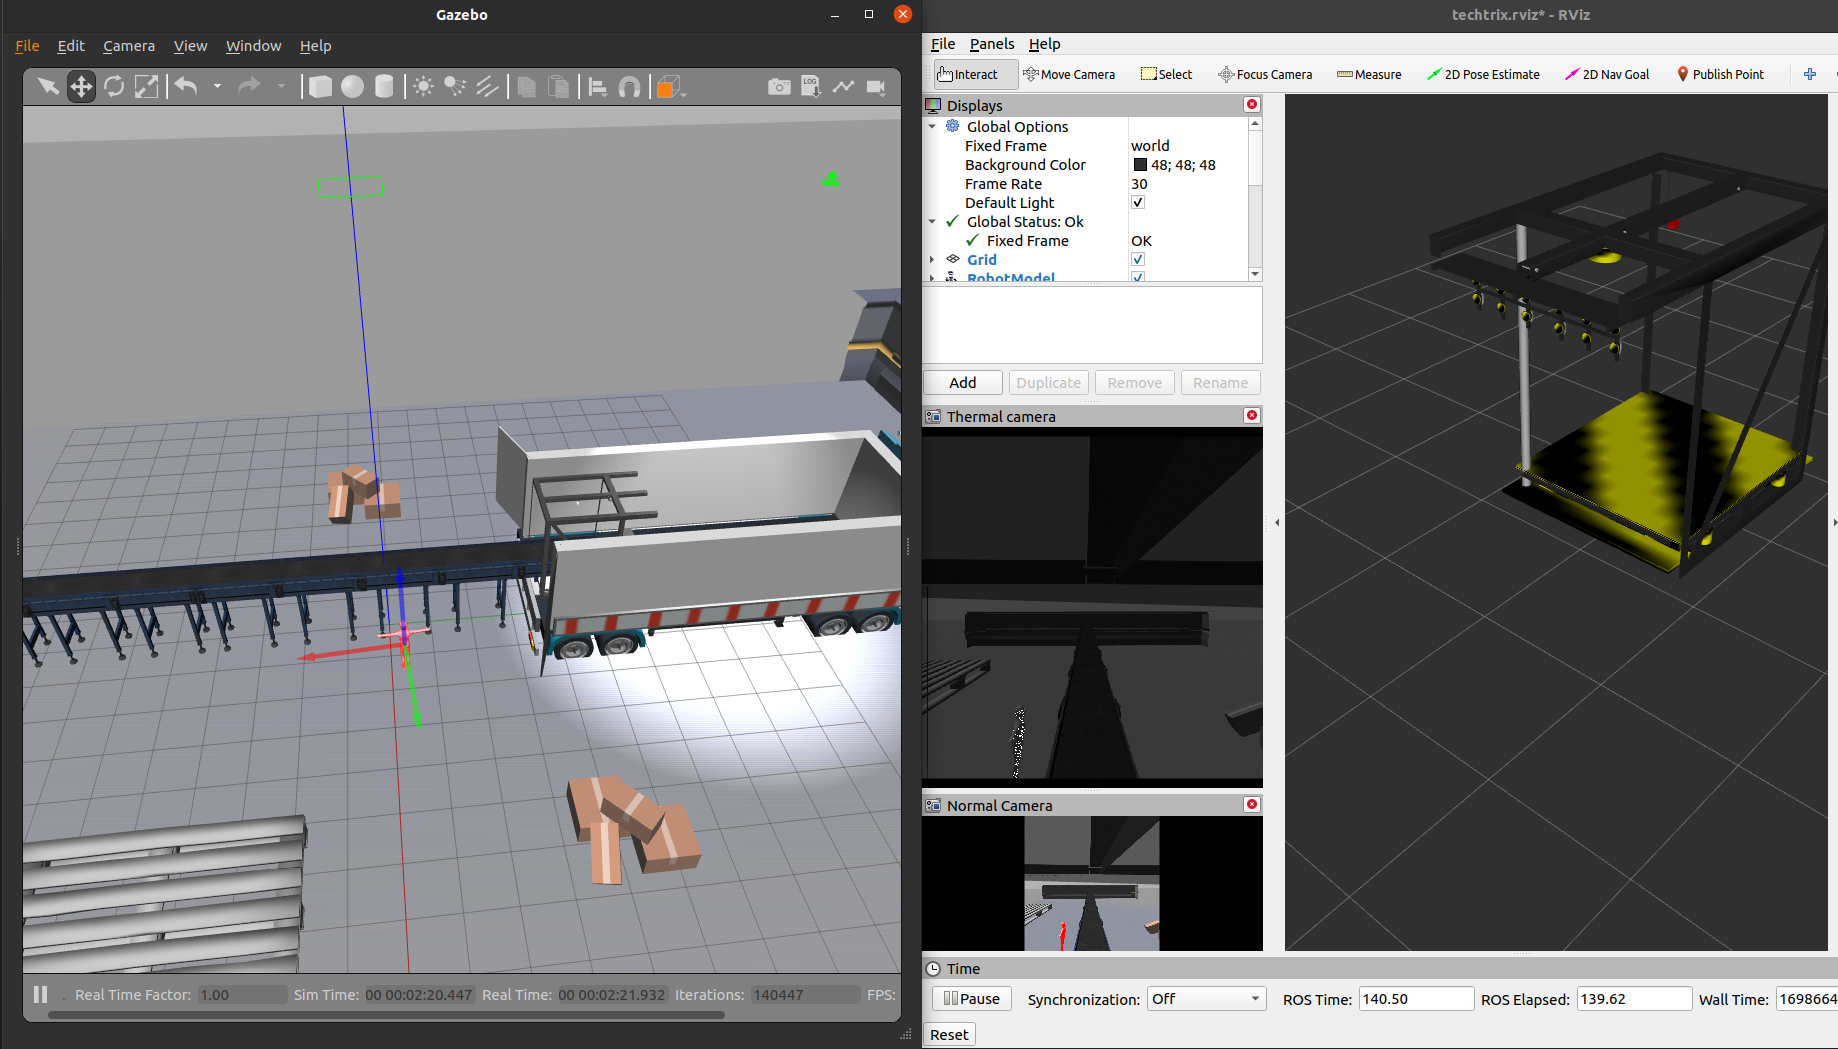 Gazebo
File Edit Camera View Window Help
LOG
Real Time Factor: 1.00 Sim Time: 00 00:02:20.447 Real Time: 00 00:02:21.932 Iterations: 140447 FPS:
techtrix.rviz* - RViz
File Panels Help
Interact Move Camera Select Focus Camera Measure 2D Pose Estimate 2D Nav Goal Publish Point
Displays
Global Options
Fixed Frame world
Background Color 48; 48; 48
Frame Rate 30
Default Light
Global Status: Ok
Fixed Frame OK
Grid
RobotModel
Add Duplicate Remove Rename
Thermal camera
Normal Camera
Time
Pause Synchronization: Off ROS Time: 140.50 ROS Elapsed: 139.62 Wall Time: 1698664
Reset